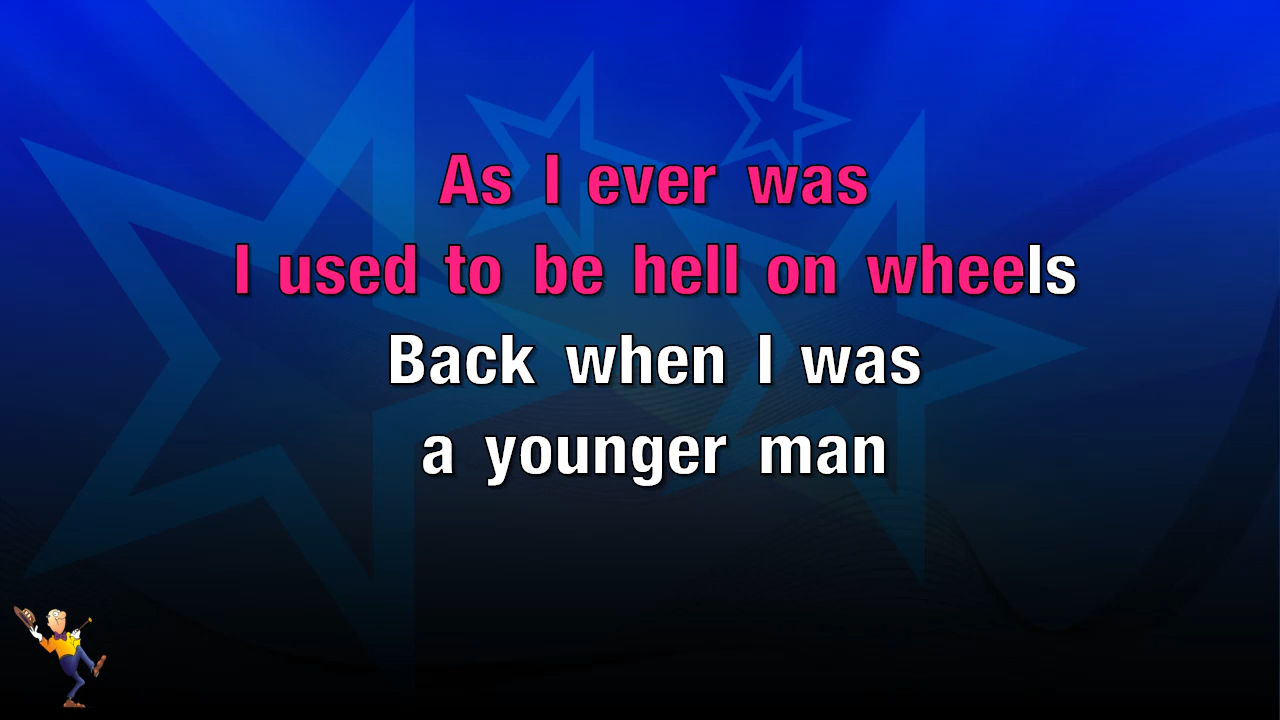 As I ever was
I used to be hell on wheels
Back when I was
a younger man